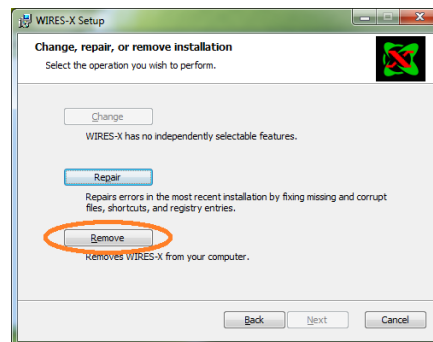 WIRES-X Setup
Change, repair, or remove installation
Select the operation you wish to perform.
Change
WIRES-X has no independently selectable features.
Repair
Repairs errors in the most recent installation by fixing missing and corrupt
files, shortcuts, and registry entries.
Remove
Removes WIRES-X from your computer.
Back Next Cancel